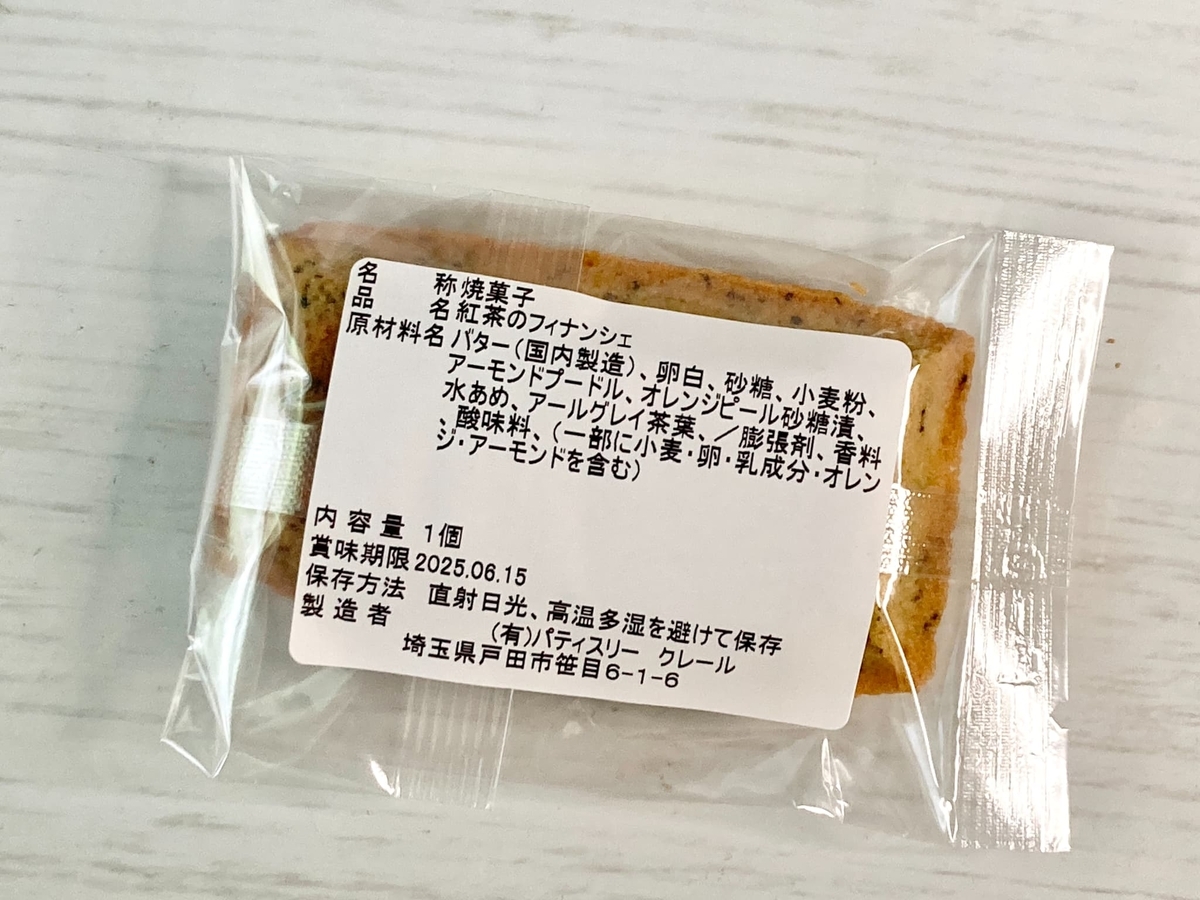 名 称 焼菓子
品 名 紅茶のフィナンシェ
原材料名 バター(国内製造)、卵白、砂糖、小麦粉、
アーモンドプードル、オレンジピール砂糖漬、
水あめ、アールグレイ茶葉、/膨張剤、香料
、酸味料、(一部に小麦・卵・乳成分・オレン
ジ・アーモンドを含む)
内容量 1個
賞味期限 2025.06.15
保存方法 直射日光、高温多湿を避けて保存
製造者 (有)パティスリー クレール
埼玉県戸田市笹目6-1-6